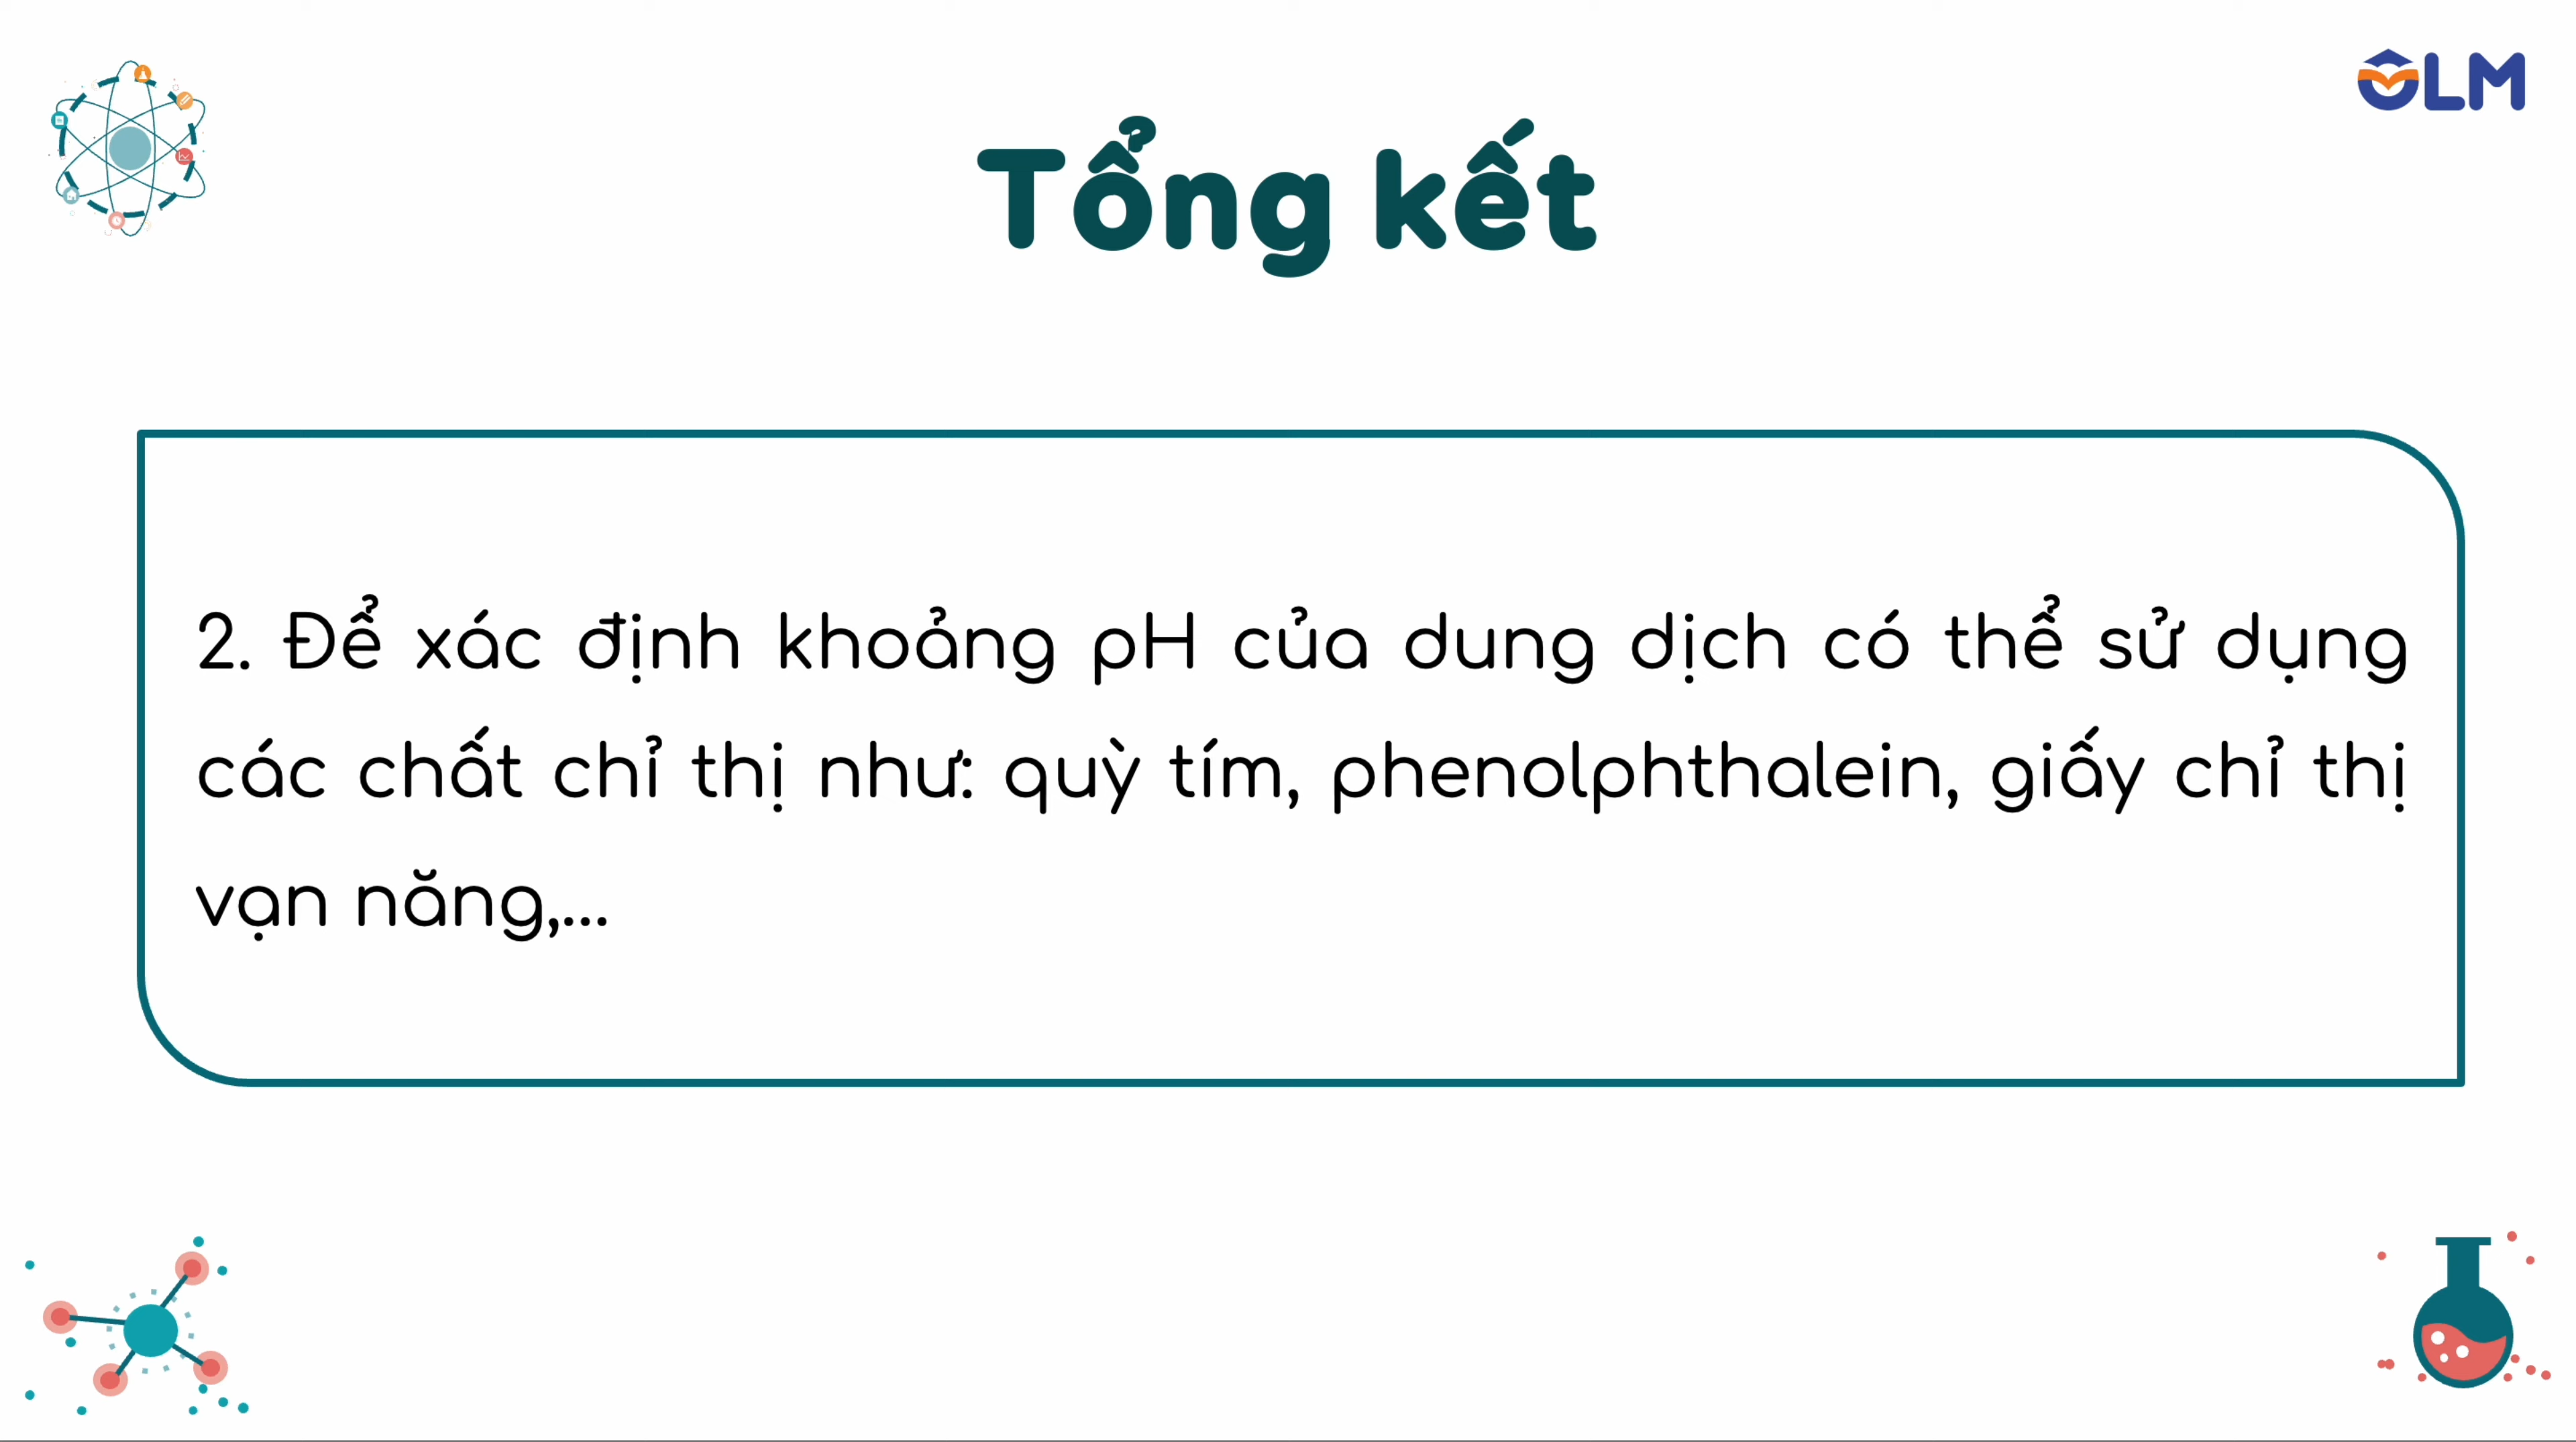 OLM
Tổng kết
2. Để xác định khoảng pH của dung dịch có thể sử dụng
các chất chỉ thị như: quỳ tím, phenolphthalein, giấy chỉ thị
vạn năng,...